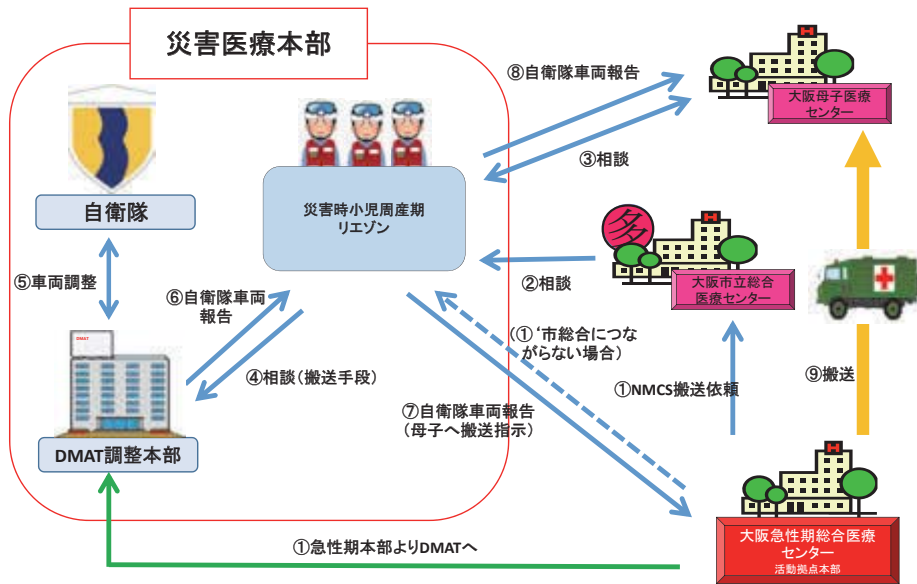 災害医療本部
⑧自衛隊車両報告
大阪母子医療
センター
③相談
災害時小児周産期
リエゾン
自衛隊
多
大阪市立総合
医療センター
②相談
⑤車両調整
⑥自衛隊車両
報告
(①‘市総合につな
がらない場合)
④相談(搬送手段)
①NMCS搬送依頼
⑨搬送
⑦自衛隊車両報告
(母子へ搬送指示)
DMAT
DMAT調整本部
H
H
H
①急性期本部よりDMATへ
大阪急性期総合医療
センター
活動拠点本部